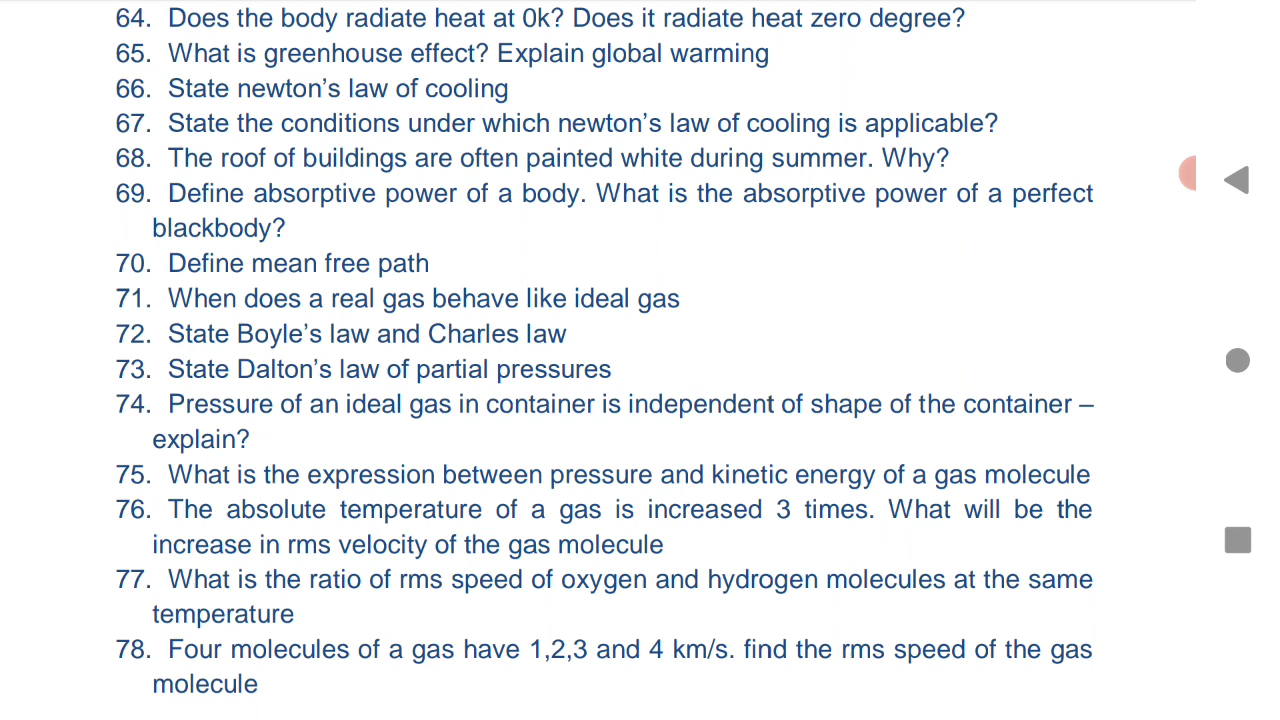 64. Does the body radiate heat at 0k? Does it radiate heat zero degree?
65. What is greenhouse effect? Explain global warming
66. State newton’s law of cooling
67. State the conditions under which newton’s law of cooling is applicable?
68. The roof of buildings are often painted white during summer. Why?
69. Define absorptive power of a body. What is the absorptive power of a perfect
blackbody?
70. Define mean free path
71. When does a real gas behave like ideal gas
72. State Boyle’s law and Charles law
73. State Dalton’s law of partial pressures
74. Pressure of an ideal gas in container is independent of shape of the container –
explain?
75. What is the expression between pressure and kinetic energy of a gas molecule
76. The absolute temperature of a gas is increased 3 times. What will be the
increase in rms velocity of the gas molecule
77. What is the ratio of rms speed of oxygen and hydrogen molecules at the same
temperature
78. Four molecules of a gas have 1,2,3 and 4 km/s. find the rms speed of the gas
molecule